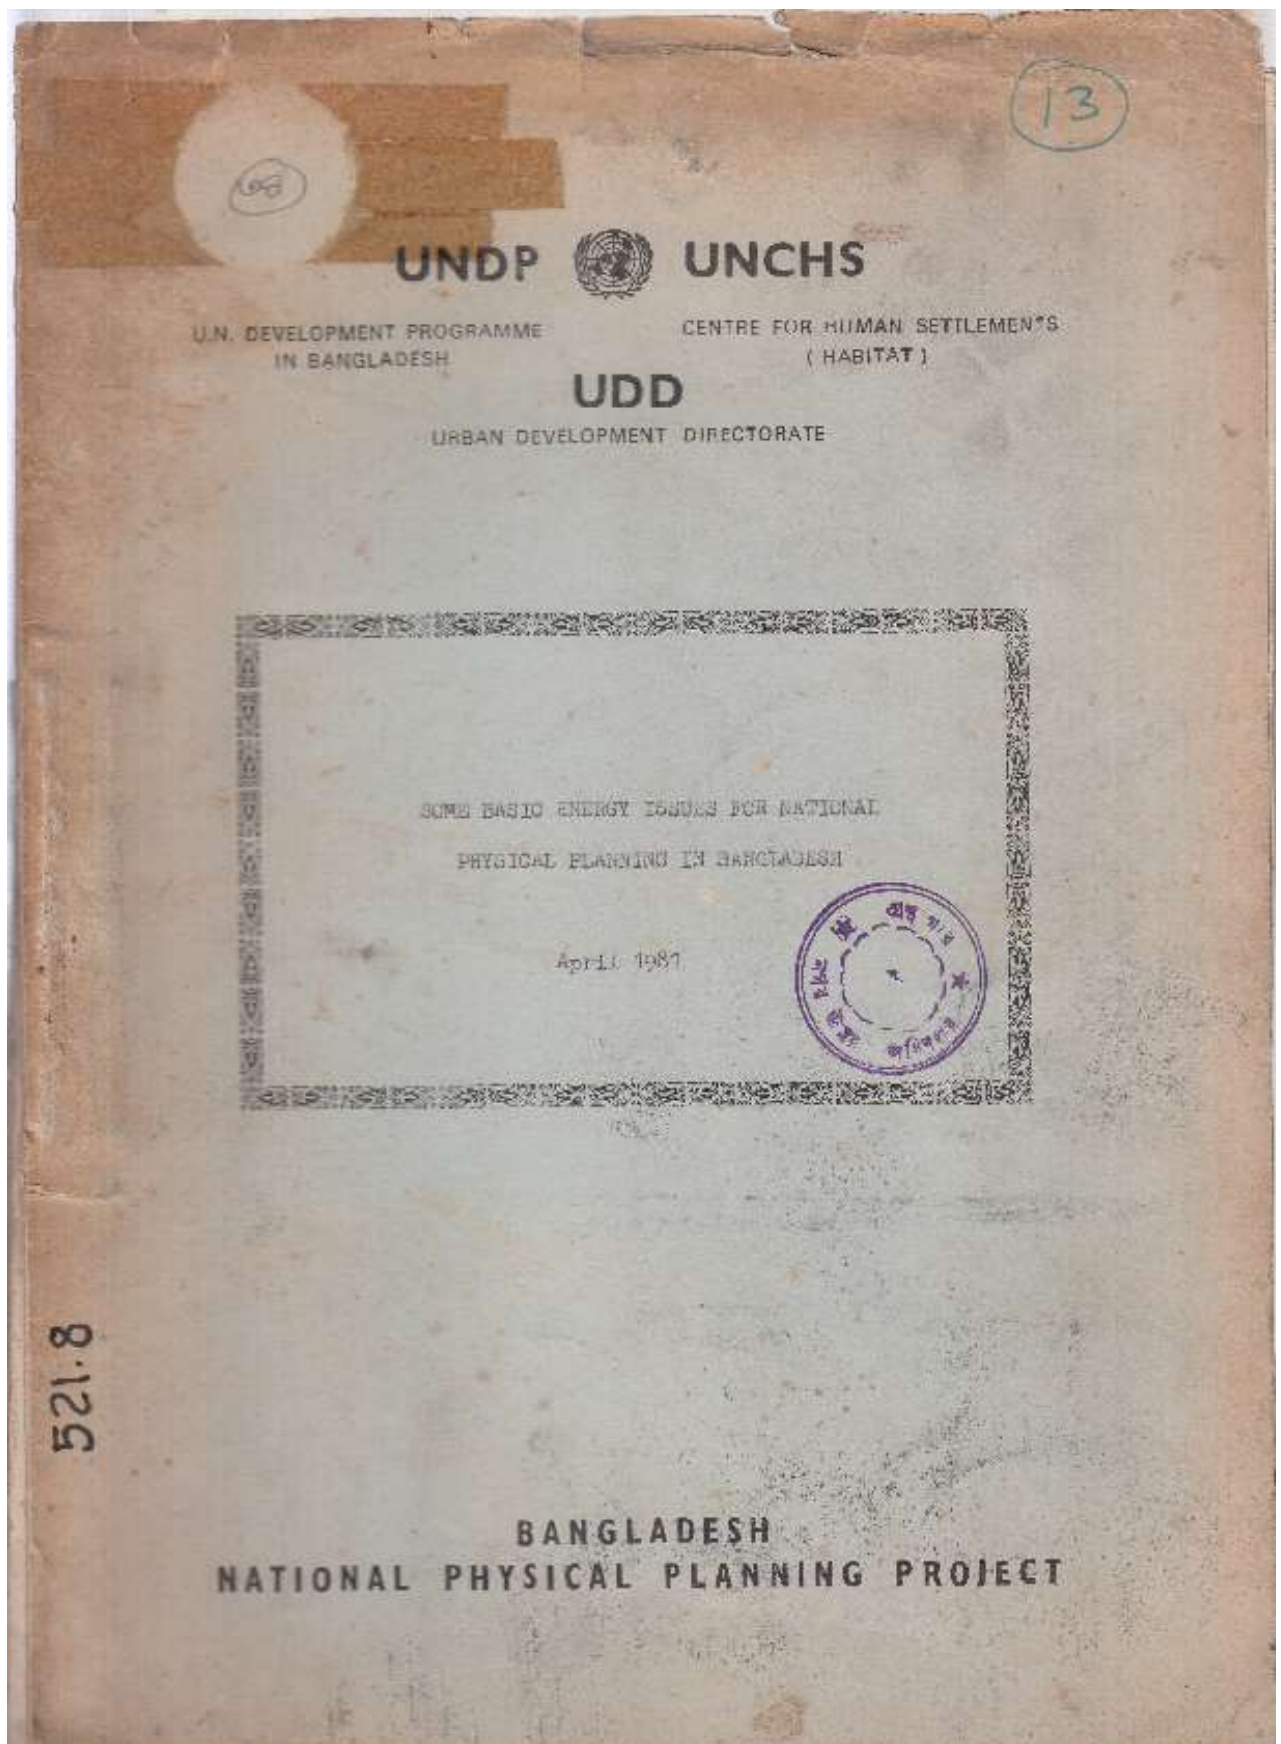 13
UNDP UNCHS
U.N. DEVELOPMENT PROGRAMME
IN BANGLADESH
CENTRE FOR HUMAN SETTLEMENTS
( HABITAT )
UDD
URBAN DEVELOPMENT DIRECTORATE
SOME BASIC ENERGY ISSUES FOR NATIONAL
PHYSICAL PLANNING IN BANGLADESH
April 1981
521.8
BANGLADESH
NATIONAL PHYSICAL PLANNING PROJECT